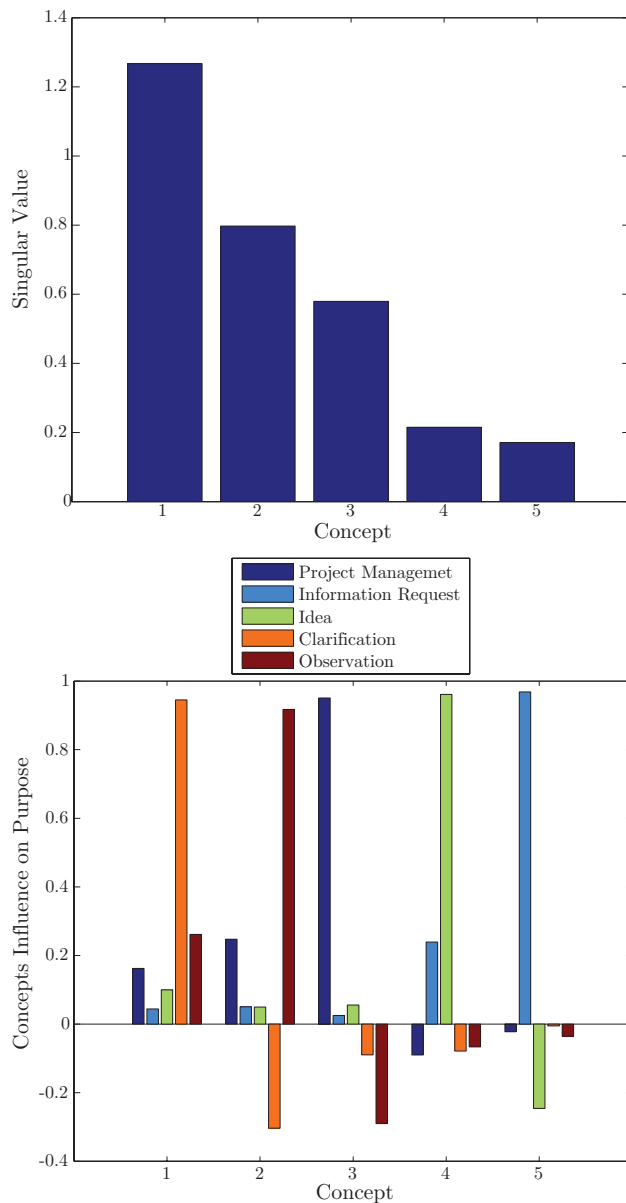 1.4
1.2
1
0.8
0.6
0.4
0.2
0
Singular Value
1 2 3 4 5
Concept
Project Managemet
Information Request
Idea
Clarification
Observation
1
0.8
0.6
0.4
0.2
0
-0.2
-0.4
Concepts Influence on Purpose
1 2 3 4 5
Concept